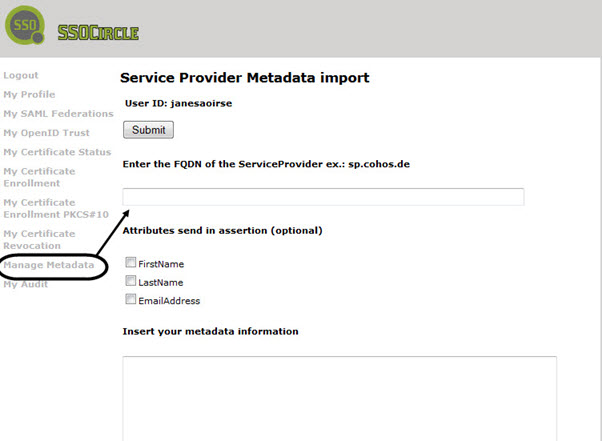 SSO
SSOCIRCLE
Logout
My Profile
My SAML Federations
My OpenID Trust
My Certificate Status
My Certificate
Enrollment
My Certificate
Enrollment PKCS#10
My Certificate
Revocation
Manage Metadata
My Audit
Service Provider Metadata import
User ID: janesaoirse
Submit
Enter the FQDN of the ServiceProvider ex.: sp.cohos.de
Attributes send in assertion (optional)
FirstName
LastName
EmailAddress
Insert your metadata information